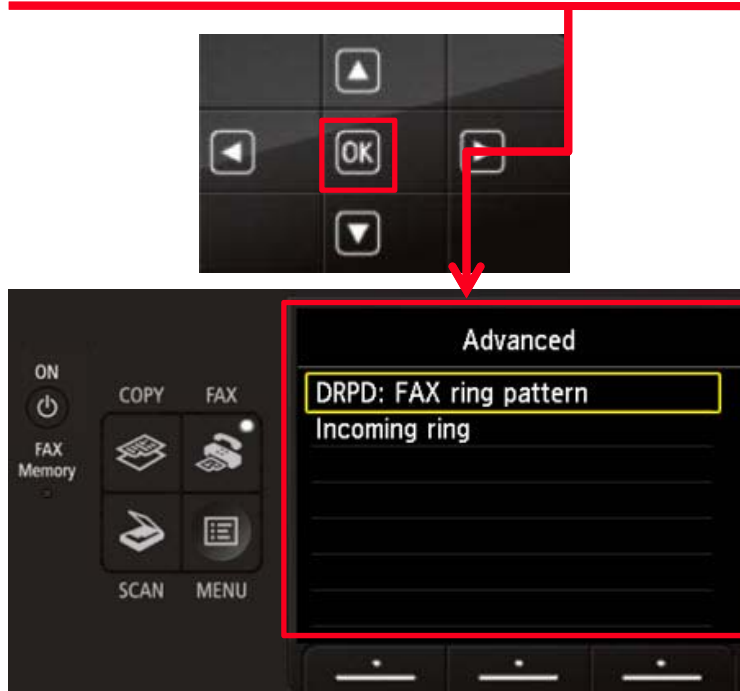 OK
Advanced
DRPD: FAX ring pattern
Incoming ring
ON
COPY FAX
FAX
Memory
SCAN MENU